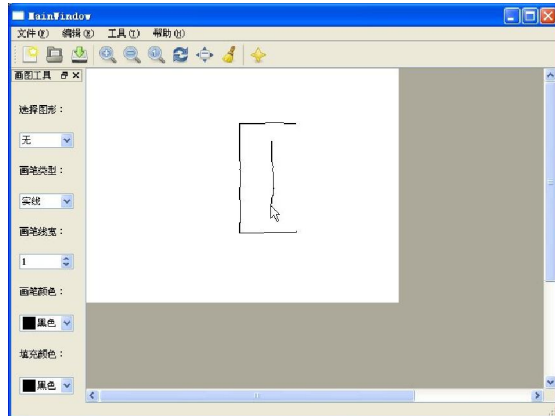 MainWindow
文件(F) 编辑(E) 工具(T) 帮助(H)
画图工具
选择图形：
无
画笔类型：
实线
画笔线宽：
1
画笔颜色：
黑色
填充颜色：
黑色